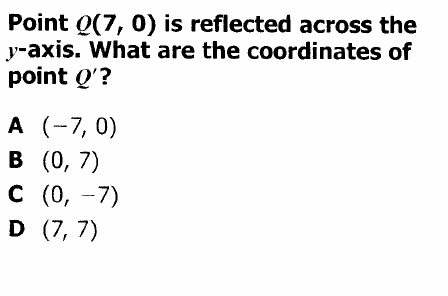 Point Q(7, 0) is reflected across the
y-axis. What are the coordinates of
point Q′?
A (−7, 0)
B (0, 7)
C (0, −7)
D (7, 7)